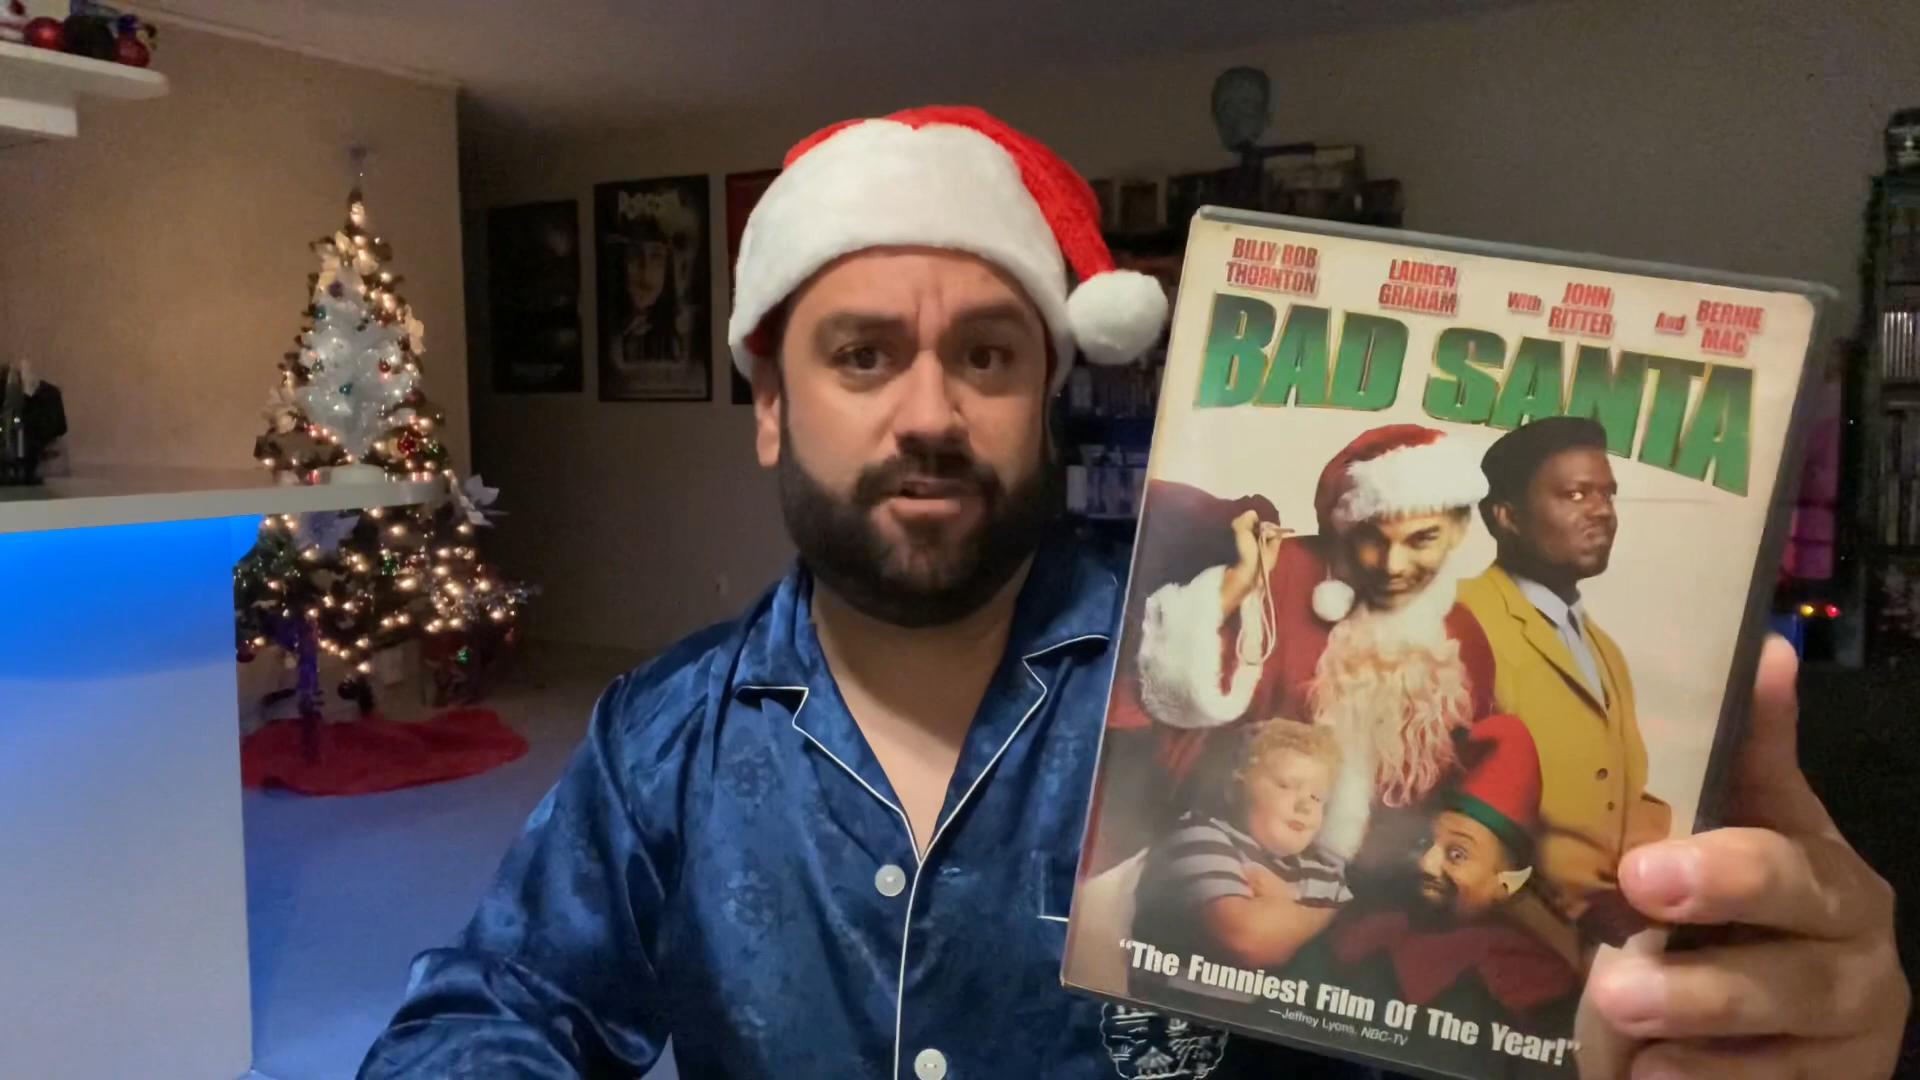 POPCORN
BILLY BOB
THORNTON
LAUREN
GRAHAM
With JOHN
RITTER
And BERNIE
MAC
BAD SANTA
"The Funniest Film Of The Year!"
—Jeffrey Lyons, NBC-TV